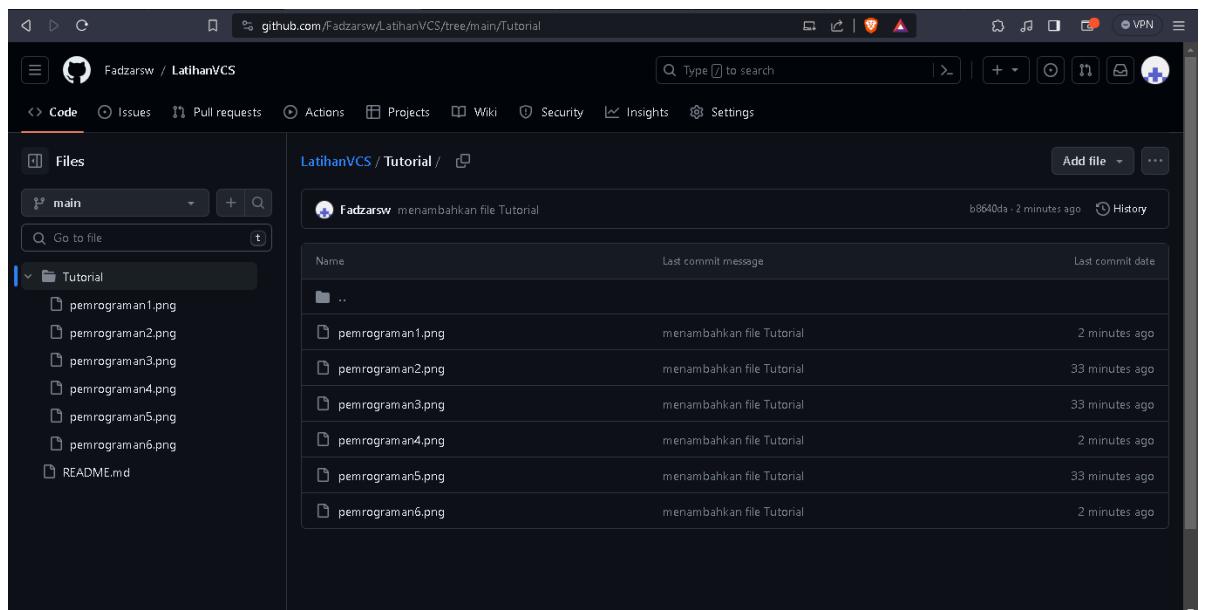 github.com/Fadzarsw/LatihanVCS/tree/main/Tutorial
VPN
Fadzarsw / LatihanVCS
Type / to search
Code Issues Pull requests Actions Projects Wiki Security Insights Settings
Files
main
Go to file t
Tutorial
pemrograman1.png
pemrograman2.png
pemrograman3.png
pemrograman4.png
pemrograman5.png
pemrograman6.png
README.md
LatihanVCS / Tutorial /
Add file
Fadzarsw menambahkan file Tutorial b8640da · 2 minutes ago History
Name Last commit message Last commit date
..
pemrograman1.png menambahkan file Tutorial 2 minutes ago
pemrograman2.png menambahkan file Tutorial 33 minutes ago
pemrograman3.png menambahkan file Tutorial 33 minutes ago
pemrograman4.png menambahkan file Tutorial 2 minutes ago
pemrograman5.png menambahkan file Tutorial 33 minutes ago
pemrograman6.png menambahkan file Tutorial 2 minutes ago